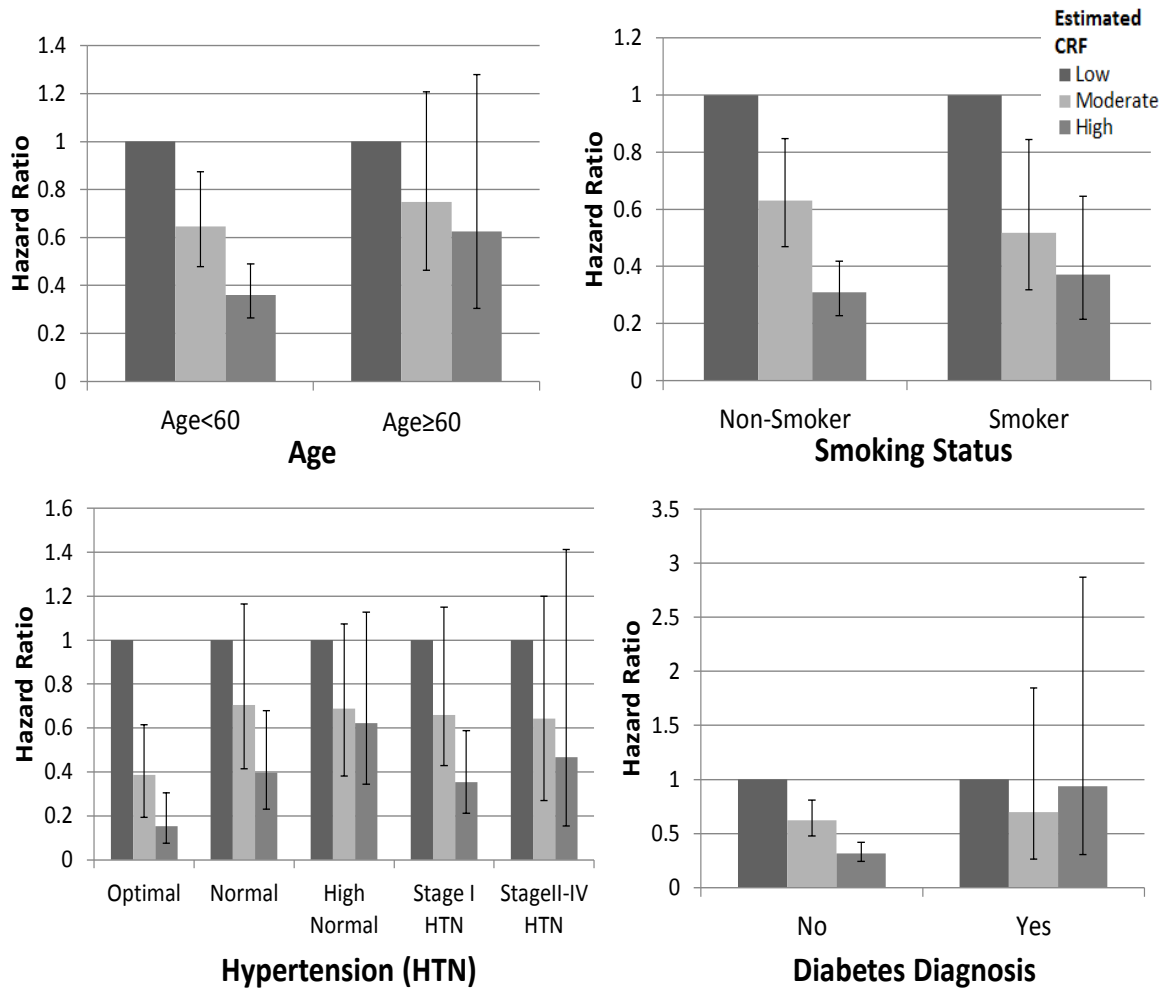 1.4
1.2
1
0.8
0.6
0.4
0.2
0
Hazard Ratio
Age<60
Age≥60
Age
1.2
1
0.8
0.6
0.4
0.2
0
Hazard Ratio
Non-Smoker
Smoker
Smoking Status
Estimated
CRF
Low
Moderate
High
1.6
1.4
1.2
1
0.8
0.6
0.4
0.2
0
Hazard Ratio
Optimal
Normal
High
Normal
Stage I
HTN
StageII-IV
HTN
Hypertension (HTN)
3.5
3
2.5
2
1.5
1
0.5
0
Hazard Ratio
No
Yes
Diabetes Diagnosis